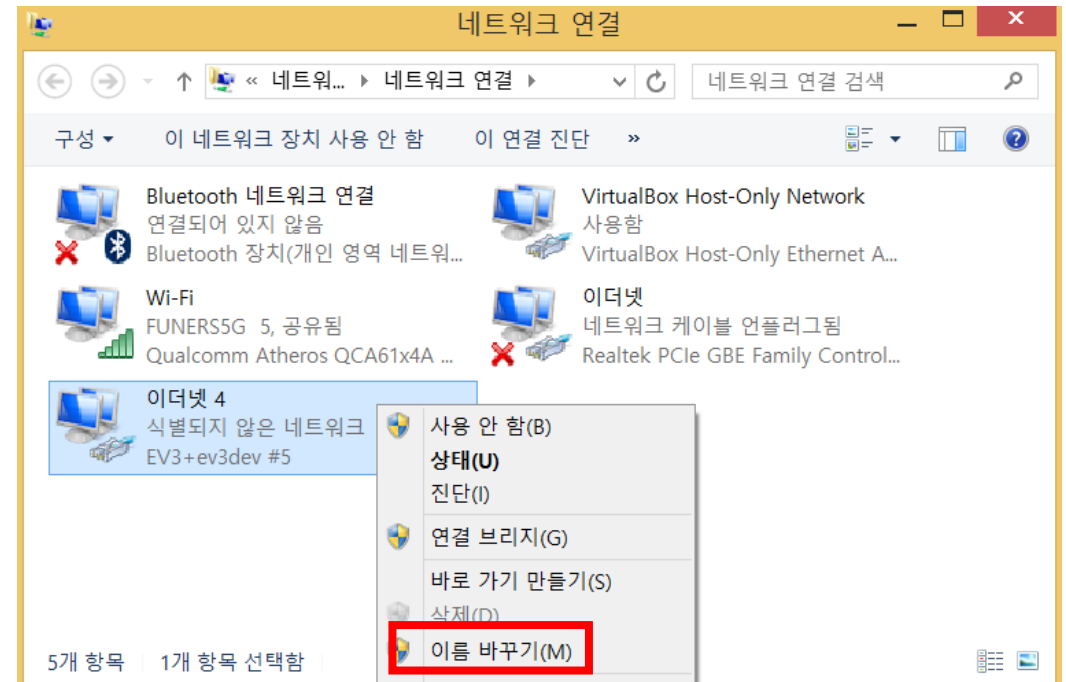 네트워크 연결
« 네트워... ▸ 네트워크 연결 ▸
네트워크 연결 검색
구성 ▾ 이 네트워크 장치 사용 안 함 이 연결 진단 »
Bluetooth 네트워크 연결
연결되어 있지 않음
Bluetooth 장치(개인 영역 네트워...
VirtualBox Host-Only Network
사용함
VirtualBox Host-Only Ethernet A...
Wi-Fi
FUNERS5G 5, 공유됨
Qualcomm Atheros QCA61x4A ...
이더넷
네트워크 케이블 언플러그됨
Realtek PCIe GBE Family Control...
이더넷 4
식별되지 않은 네트워크
EV3+ev3dev #5
사용 안 함(B)
상태(U)
진단(I)
연결 브리지(G)
바로 가기 만들기(S)
삭제(D)
이름 바꾸기(M)
5개 항목 1개 항목 선택함